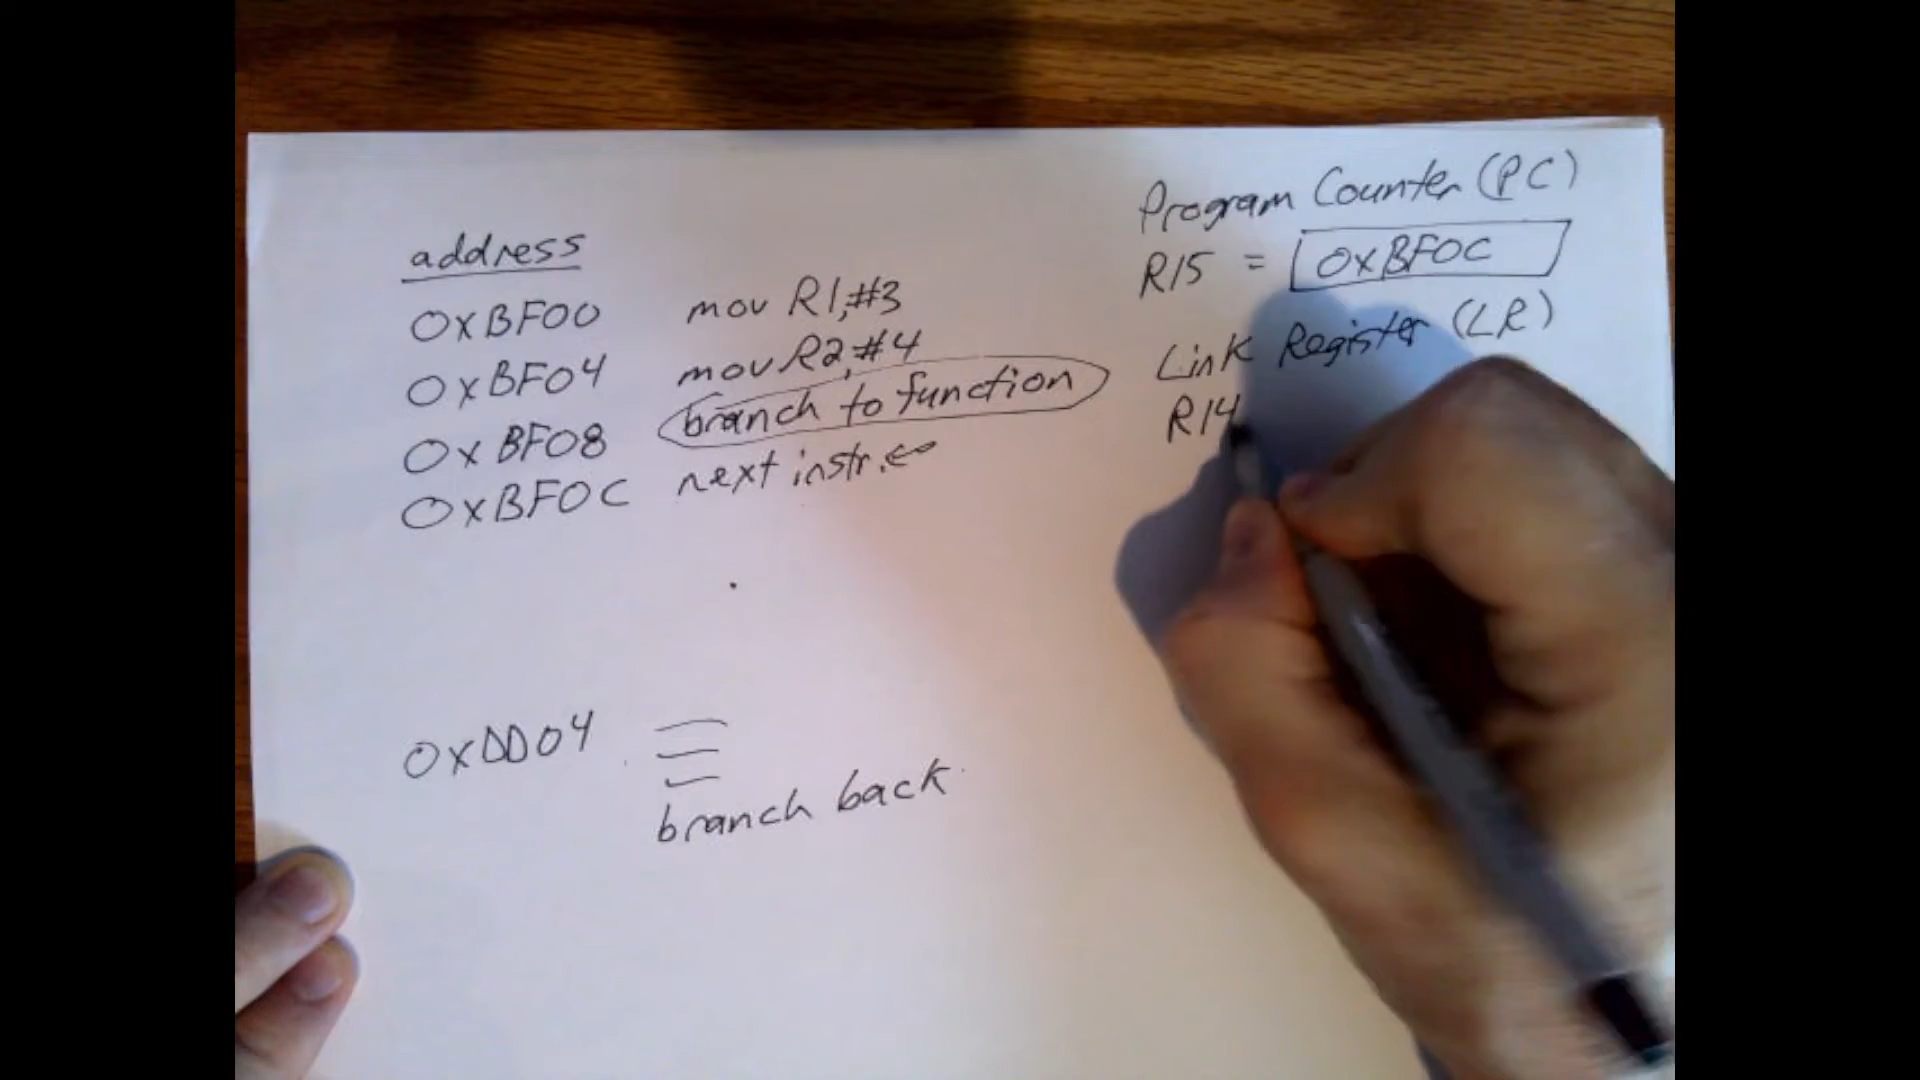 address
0xBF00 mov R1,#3
0xBF04 mov R2,#4
0xBF08 branch to function
0xBF0C next instr.
0xDD04
branch back
Program Counter (PC)
R15 = 0xBF0C
Link Register (LR)
R14